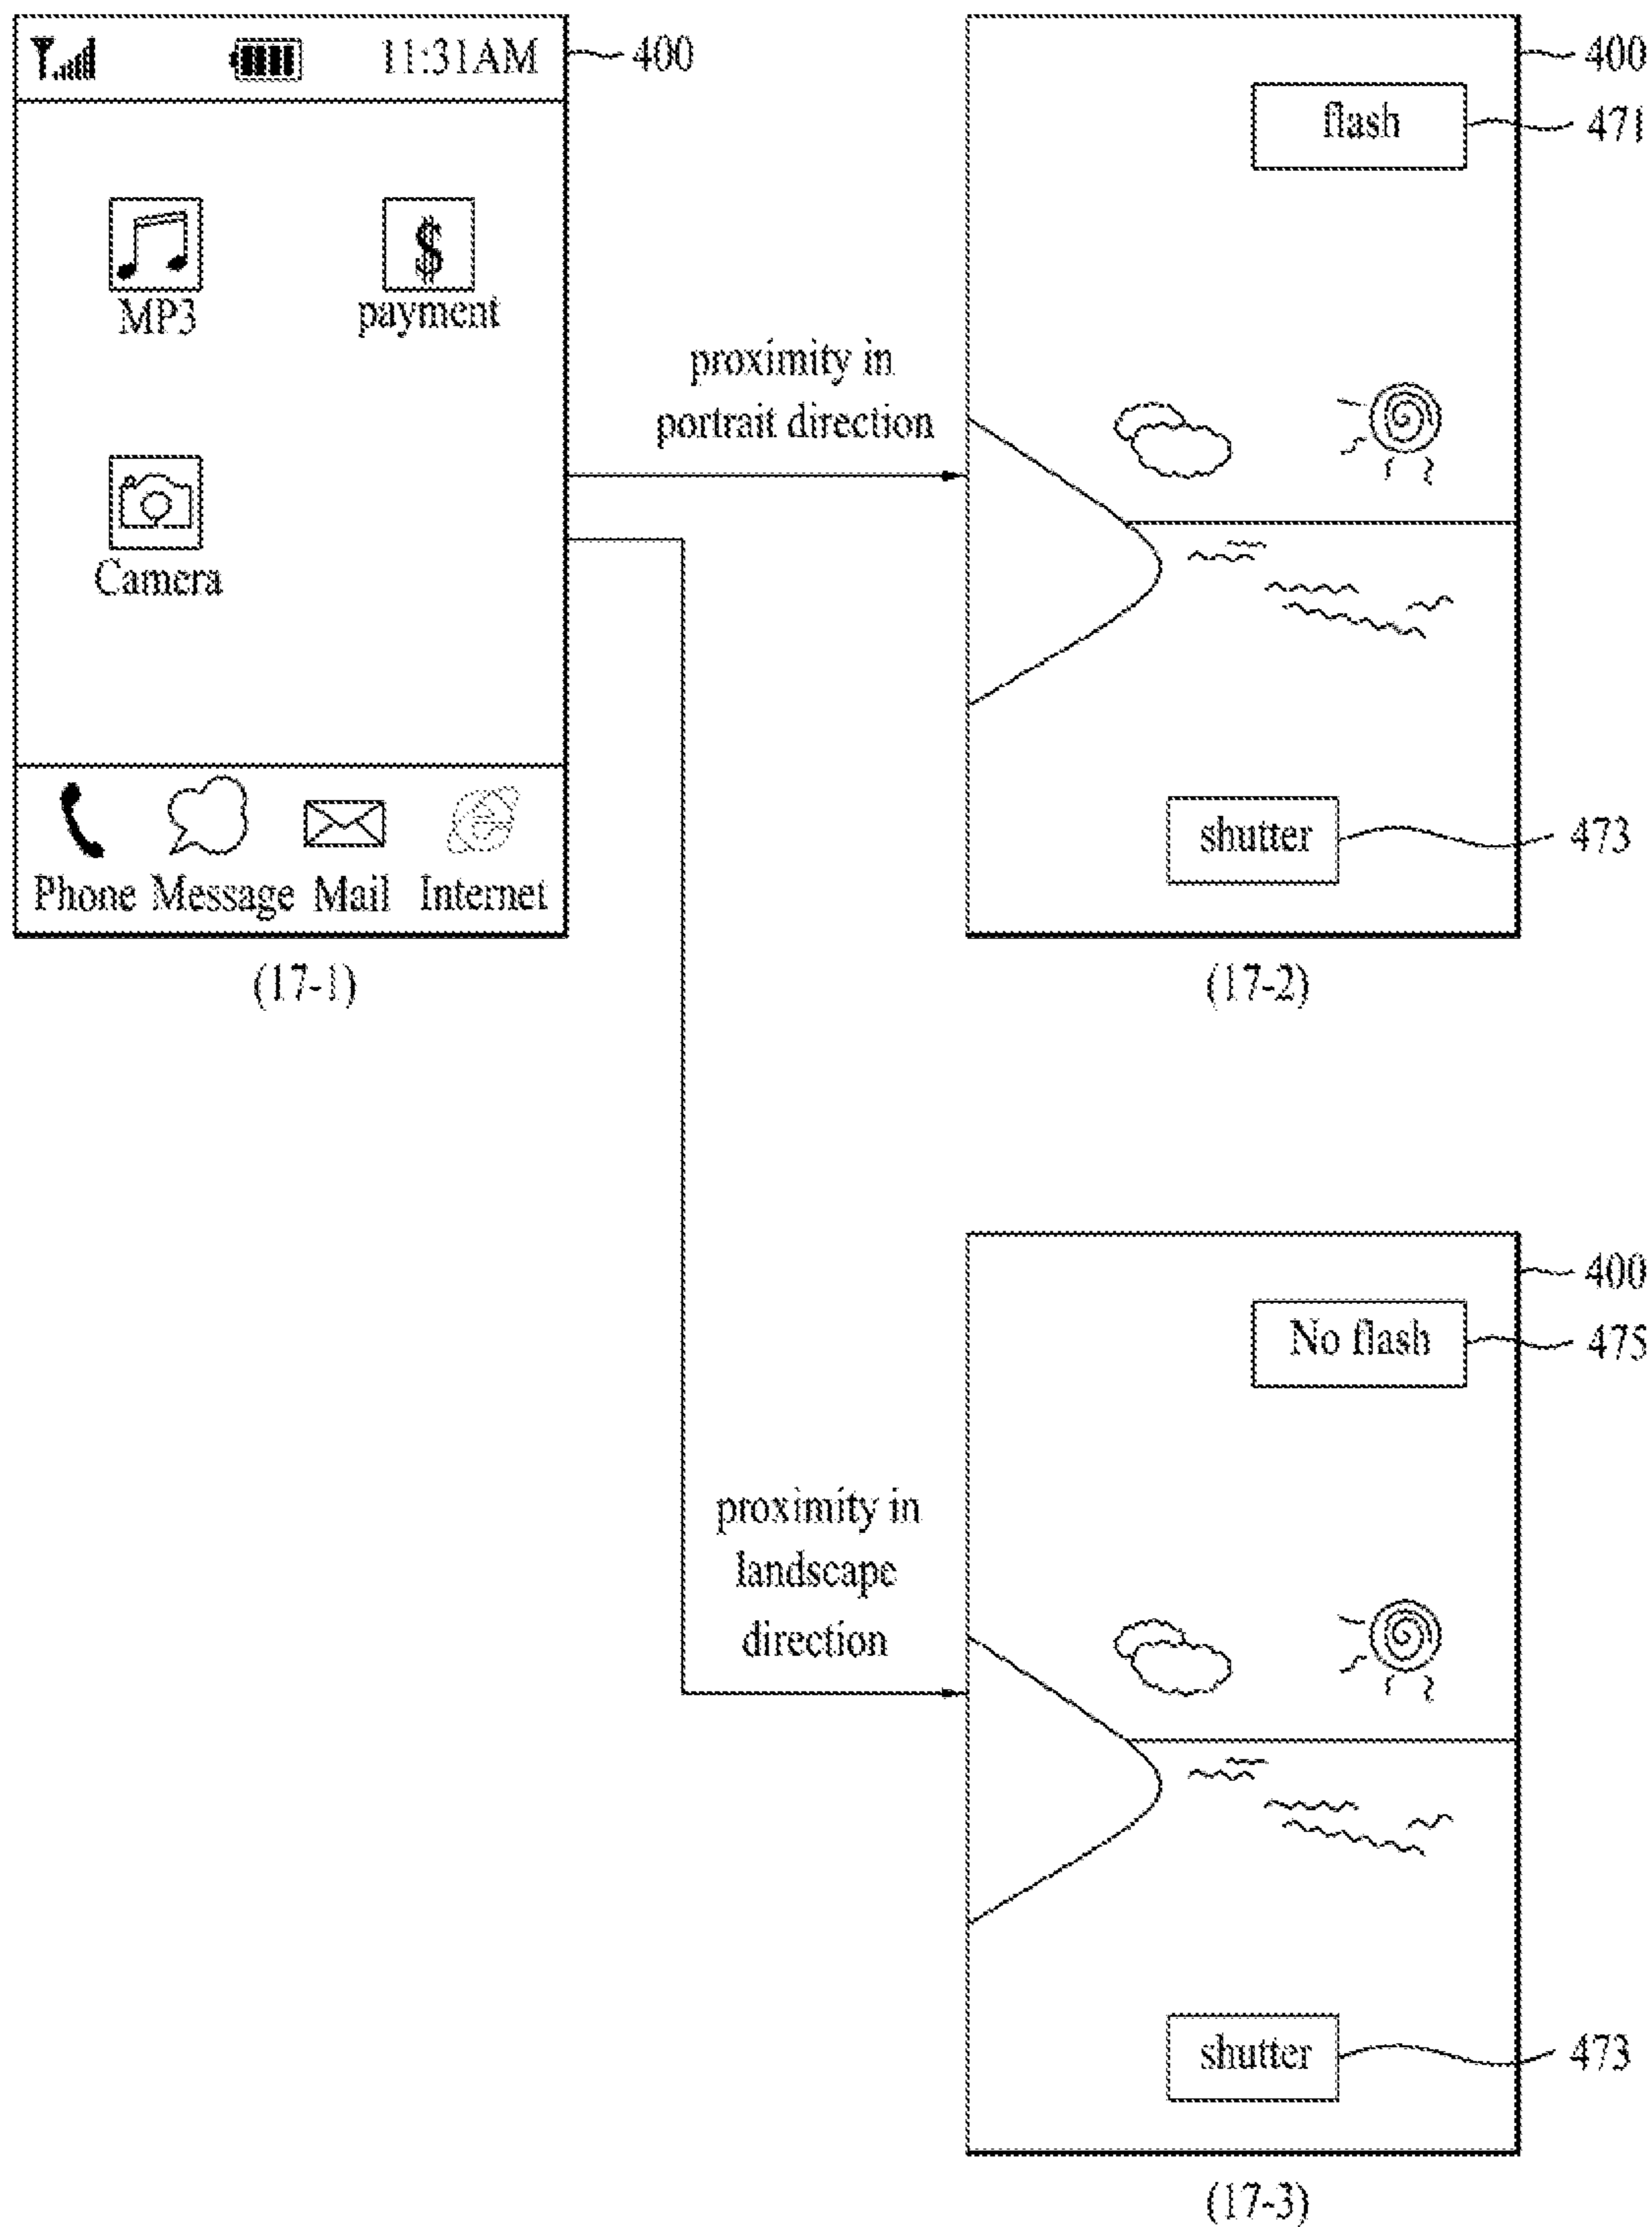 11:31AM
400
MP3
payment
Camera
Phone Message Mail Internet
(17-1)
proximity in
portrait direction
400
flash
471
shutter
473
(17-2)
proximity in
landscape
direction
400
No flash
475
shutter
473
(17-3)